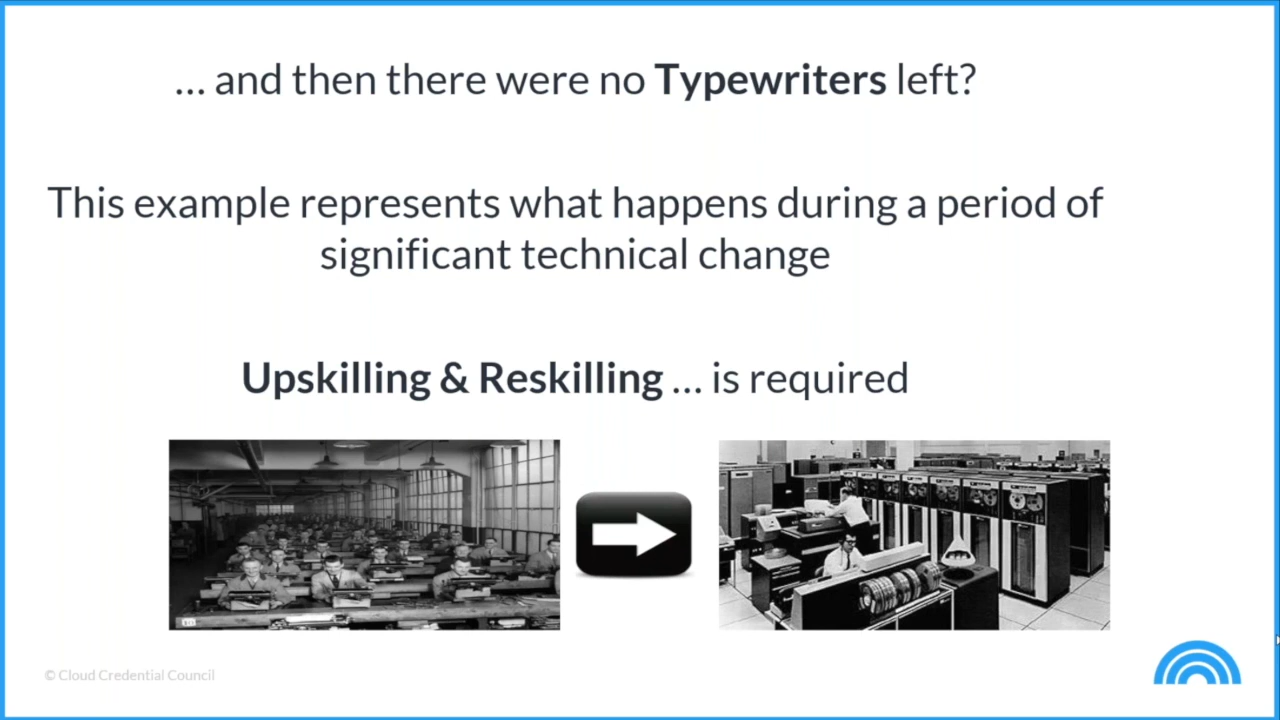 ... and then there were no Typewriters left?
This example represents what happens during a period of
significant technical change
Upskilling & Reskilling ... is required
© Cloud Credential Council